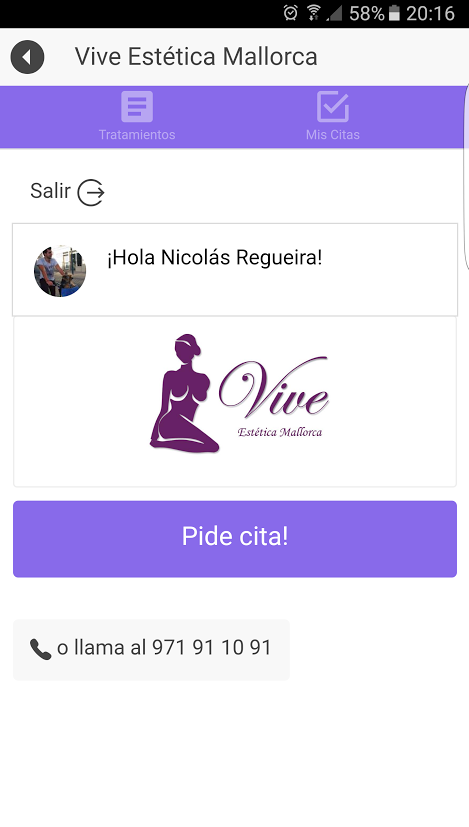 58% 20:16
Vive Estética Mallorca
Tratamientos
Mis Citas
Salir
¡Hola Nicolás Regueira!
Vive
Estética Mallorca
Pide cita!
o llama al 971 91 10 91